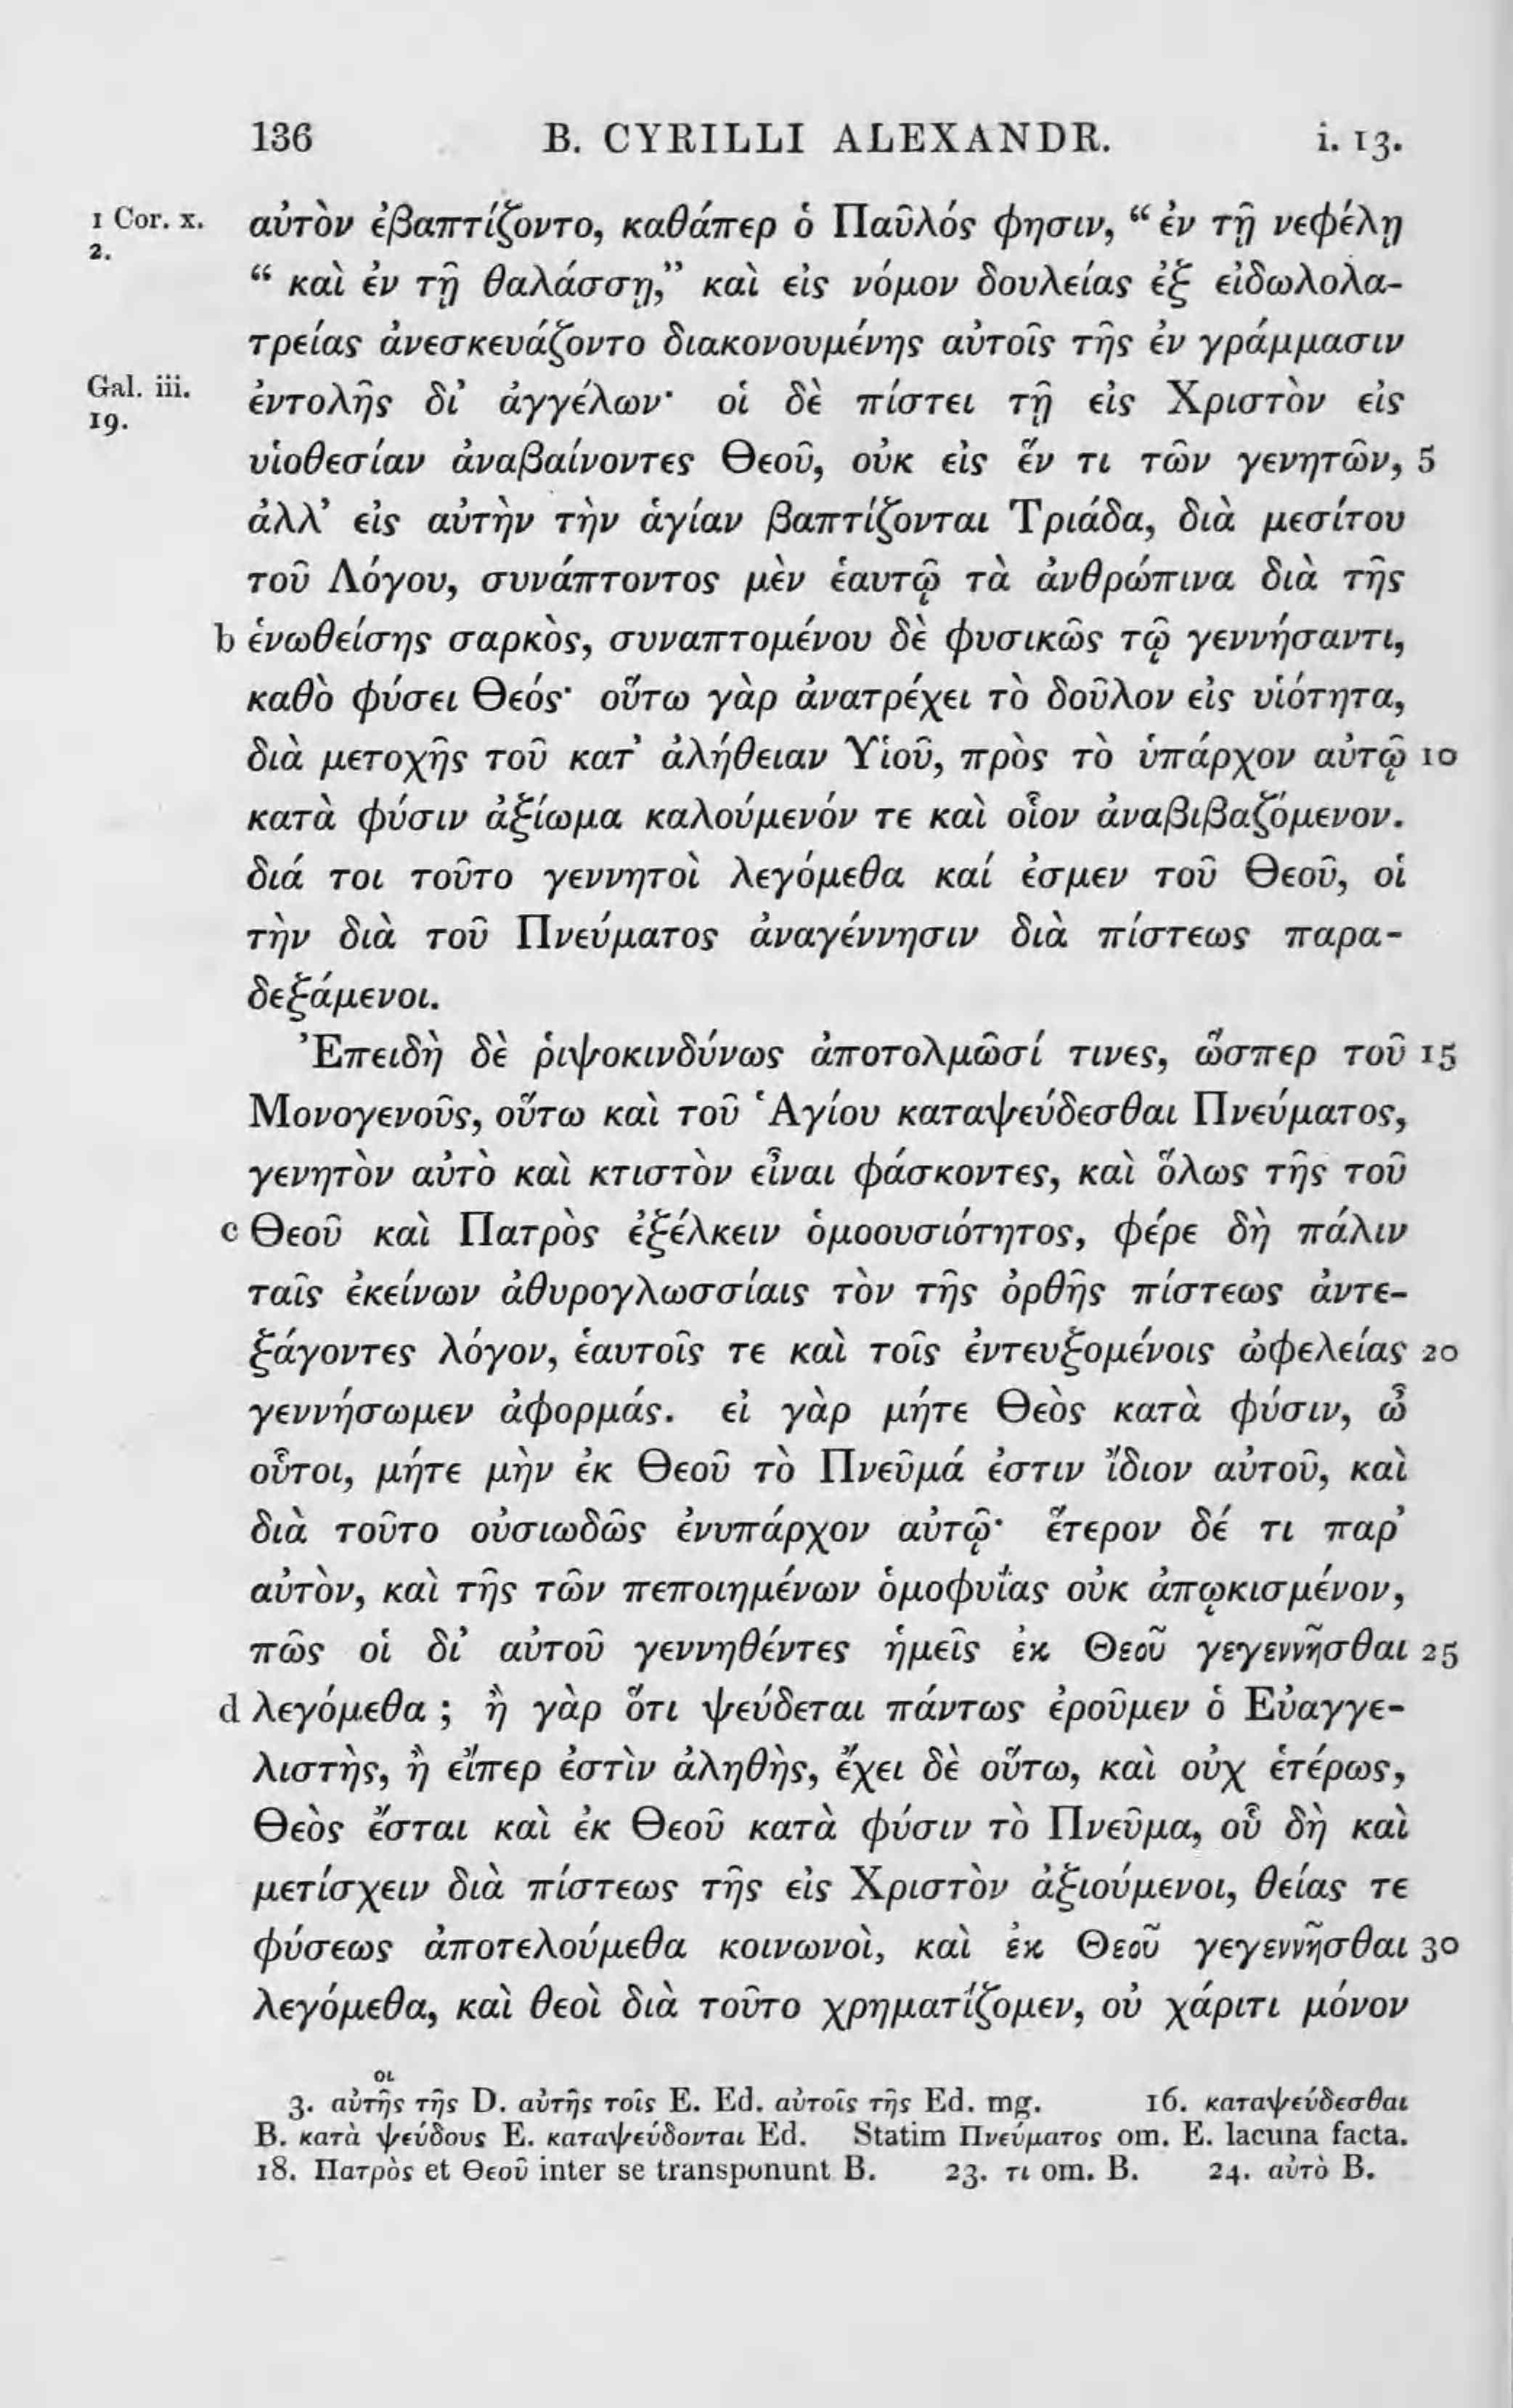 136 B. CYRILLI ALEXANDR. i. 13.
1 Cor. x. αὐτὸν ἐβαπτίζοντο, καθάπερ ὁ Παῦλός φησιν, “ ἐν τῇ νεφέλῃ
2.
“ καὶ ἐν τῇ θαλάσσῃ,” καὶ εἰς νόμον δουλείας ἐξ εἰδωλολα-
τρείας ἀνεσκευάζοντο διακονουμένης αὐτοῖς τῆς ἐν γράμμασιν
Gal. iii. ἐντολῆς δι’ ἀγγέλων· οἱ δὲ πίστει τῇ εἰς Χριστὸν εἰς
19.
υἱοθεσίαν ἀναβαίνοντες Θεοῦ, οὐκ εἰς ἕν τι τῶν γενητῶν, 5
ἀλλ’ εἰς αὐτὴν τὴν ἁγίαν βαπτίζονται Τριάδα, διὰ μεσίτου
τοῦ Λόγου, συνάπτοντος μὲν ἑαυτῷ τὰ ἀνθρώπινα διὰ τῆς
b ἑνωθείσης σαρκὸς, συναπτομένου δὲ φυσικῶς τῷ γεννήσαντι,
καθὸ φύσει Θεός· οὕτω γὰρ ἀνατρέχει τὸ δοῦλον εἰς υἱότητα,
διὰ μετοχῆς τοῦ κατ’ ἀλήθειαν Υἱοῦ, πρὸς τὸ ὑπάρχον αὐτῷ 10
κατὰ φύσιν ἀξίωμα καλούμενόν τε καὶ οἷον ἀναβιβαζόμενον.
διά τοι τοῦτο γεννητοὶ λεγόμεθα καί ἐσμεν τοῦ Θεοῦ, οἱ
τὴν διὰ τοῦ Πνεύματος ἀναγέννησιν διὰ πίστεως παρα-
δεξάμενοι.
Ἐπειδὴ δὲ ῥιψοκινδύνως ἀποτολμῶσί τινες, ὥσπερ τοῦ 15
Μονογενοῦς, οὕτω καὶ τοῦ Ἁγίου καταψεύδεσθαι Πνεύματος,
γενητὸν αὐτὸ καὶ κτιστὸν εἶναι φάσκοντες, καὶ ὅλως τῆς τοῦ
c Θεοῦ καὶ Πατρὸς ἐξέλκειν ὁμοουσιότητος, φέρε δὴ πάλιν
ταῖς ἐκείνων ἀθυρογλωσσίαις τὸν τῆς ὀρθῆς πίστεως ἀντε-
ξάγοντες λόγον, ἑαυτοῖς τε καὶ τοῖς ἐντευξομένοις ὠφελείας 20
γεννήσωμεν ἀφορμάς. εἰ γὰρ μήτε Θεὸς κατὰ φύσιν, ὦ
οὗτοι, μήτε μὴν ἐκ Θεοῦ τὸ Πνεῦμά ἐστιν ἴδιον αὐτοῦ, καὶ
διὰ τοῦτο οὐσιωδῶς ἐνυπάρχον αὐτῷ· ἕτερον δέ τι παρ’
αὐτὸν, καὶ τῆς τῶν πεποιημένων ὁμοφυΐας οὐκ ἀπῳκισμένον,
πῶς οἱ δι’ αὐτοῦ γεννηθέντες ἡμεῖς ἐκ Θεοῦ γεγεννῆσθαι 25
d λεγόμεθα ; ἢ γὰρ ὅτι ψεύδεται πάντως ἐροῦμεν ὁ Εὐαγγε-
λιστὴς, ἢ εἴπερ ἐστὶν ἀληθὴς, ἔχει δὲ οὕτω, καὶ οὐχ ἑτέρως,
Θεὸς ἔσται καὶ ἐκ Θεοῦ κατὰ φύσιν τὸ Πνεῦμα, οὗ δὴ καὶ
μετίσχειν διὰ πίστεως τῆς εἰς Χριστὸν ἀξιούμενοι, θείας τε
φύσεως ἀποτελούμεθα κοινωνοὶ, καὶ ἐκ Θεοῦ γεγεννῆσθαι 30
λεγόμεθα, καὶ θεοὶ διὰ τοῦτο χρηματίζομεν, οὐ χάριτι μόνον
οι
3. αὐτῆς τῆς D. αὐτῆς τοῖς E. Ed. αὐτοῖς τῆς Ed. mg. 16. καταψεύδεσθαι
B. κατὰ ψεύδους E. καταψεύδονται Ed. Statim Πνεύματος om. E. lacuna facta.
18. Πατρὸς et Θεοῦ inter se transponunt B. 23. τι om. B. 24. αὐτὸ B.